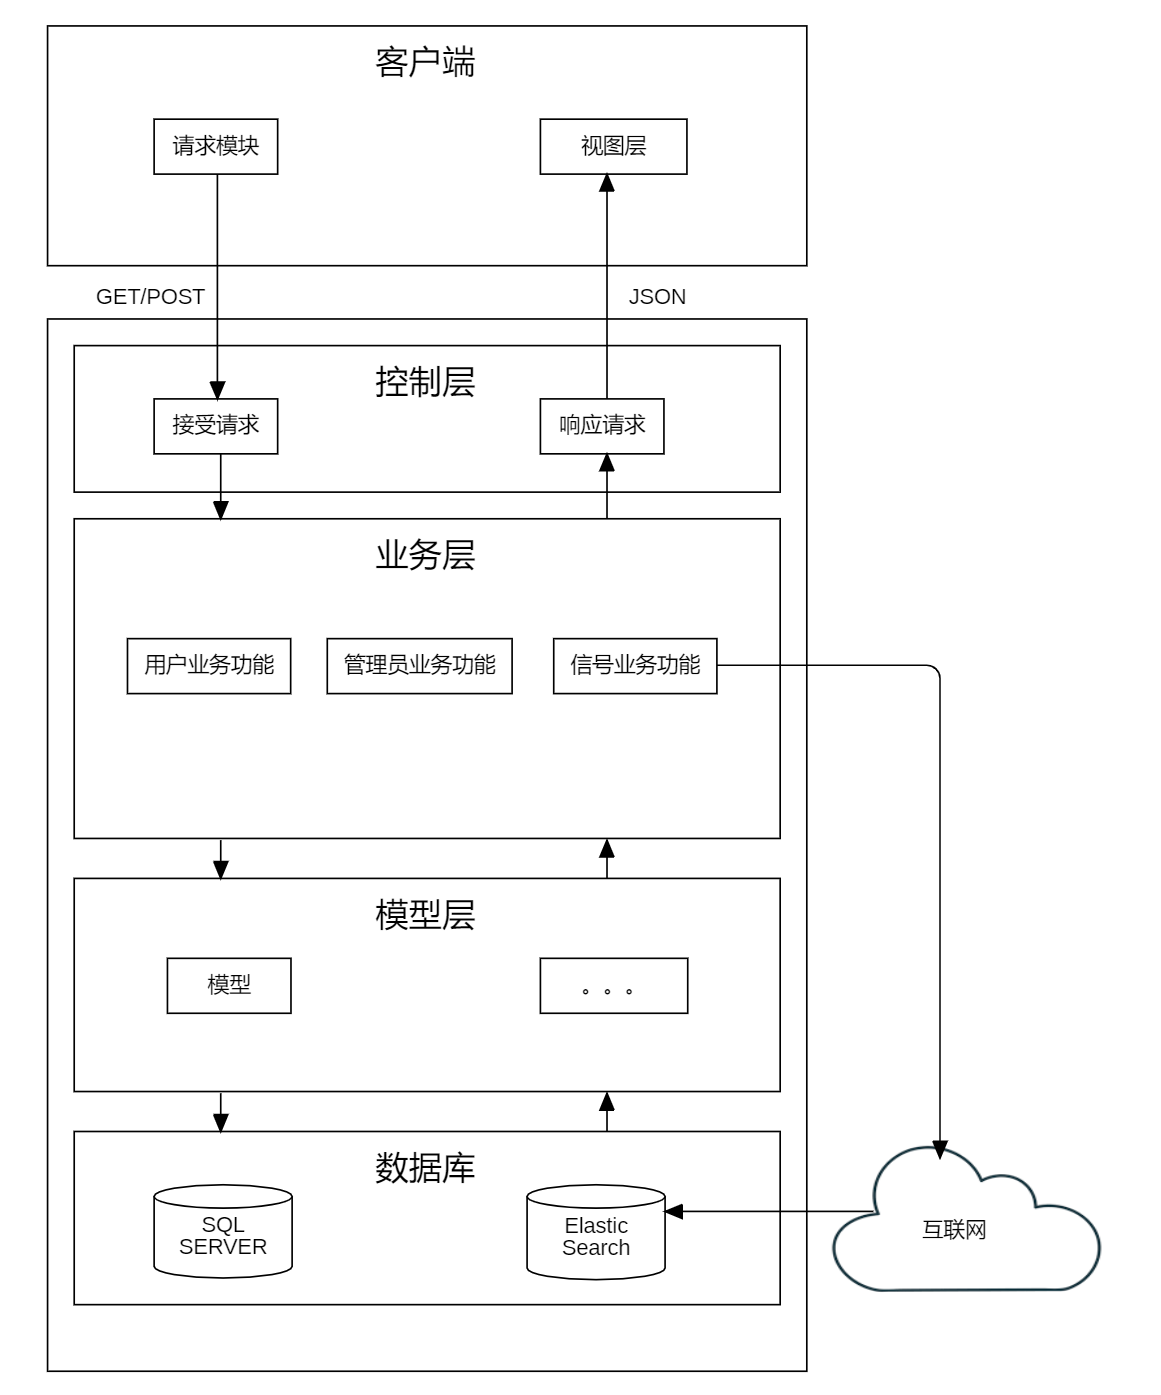 客户端
请求模块
视图层
GET/POST
JSON
控制层
接受请求
响应请求
业务层
用户业务功能
管理员业务功能
信号业务功能
模型层
模型
。。。
数据库
SQL
SERVER
Elastic
Search
互联网